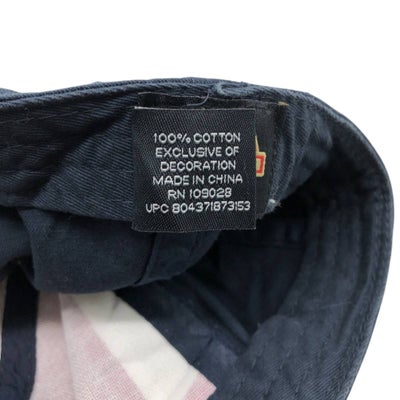 100% COTTON
EXCLUSIVE OF
DECORATION
MADE IN CHINA
RN 109028
UPC 804371873153